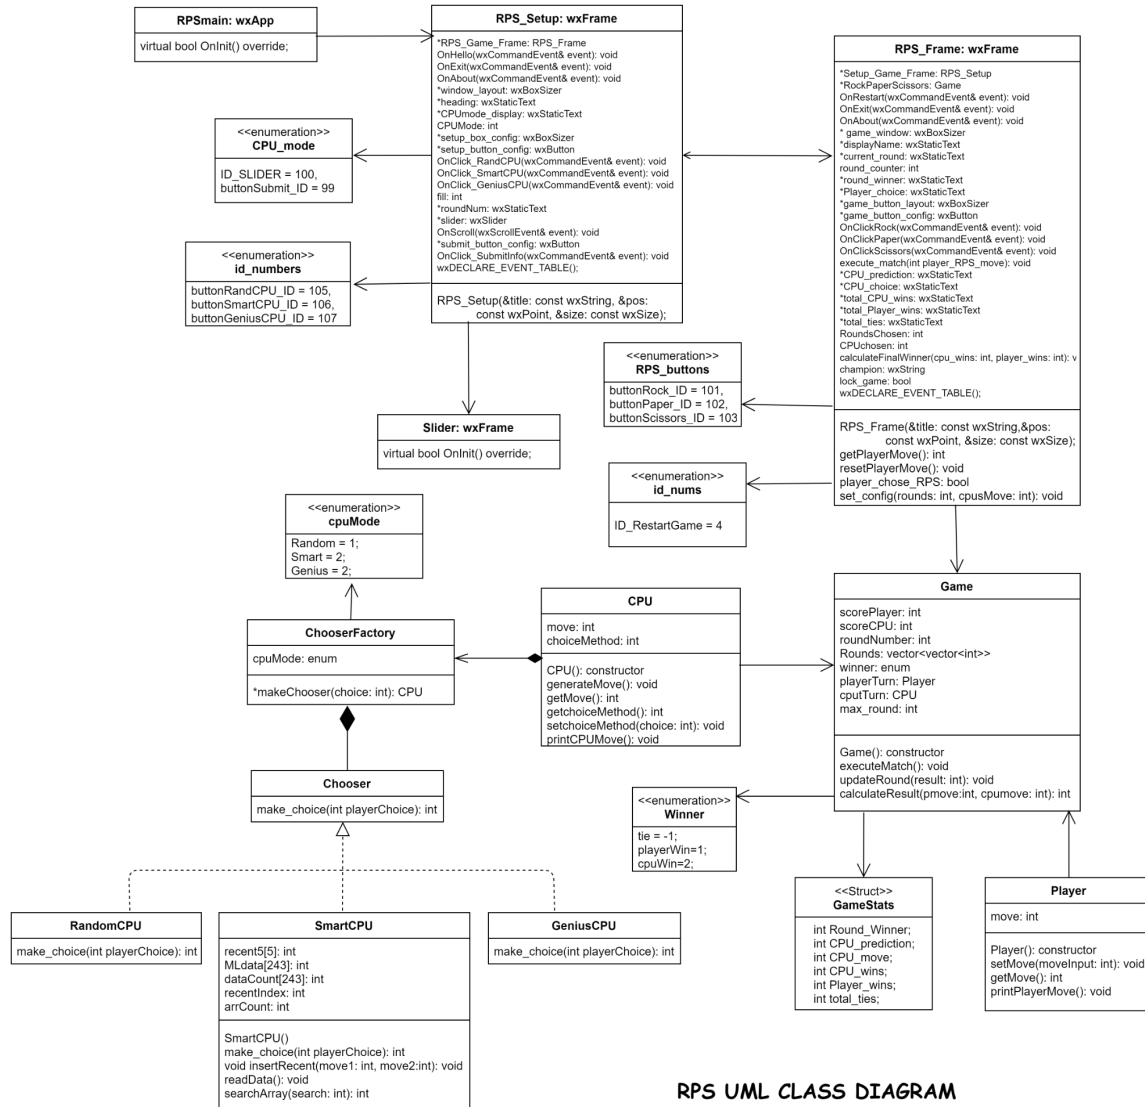 RPSmain: wxApp
virtual bool OnInit() override;
RPS_Setup: wxFrame
*RPS_Game_Frame: RPS_Frame
OnHello(wxCommandEvent& event): void
OnExit(wxCommandEvent& event): void
OnAbout(wxCommandEvent& event): void
*window_layout: wxBoxSizer
*heading: wxStaticText
*CPUmode_display: wxStaticText
CPUMode: int
*setup_box_config: wxBoxSizer
*setup_button_config: wxButton
OnClick_RandCPU(wxCommandEvent& event): void
OnClick_SmartCPU(wxCommandEvent& event): void
OnClick_GeniusCPU(wxCommandEvent& event): void
fill: int
*roundNum: wxStaticText
*slider: wxSlider
OnScroll(wxScrollEvent& event): void
*submit_button_config: wxButton
OnClick_SubmitInfo(wxCommandEvent& event): void
wxDECLARE_EVENT_TABLE();
RPS_Setup(&title: const wxString, &pos:
const wxPoint, &size: const wxSize);
RPS_Frame: wxFrame
*Setup_Game_Frame: RPS_Setup
*RockPaperScissors: Game
OnRestart(wxCommandEvent& event): void
OnExit(wxCommandEvent& event): void
OnAbout(wxCommandEvent& event): void
* game_window: wxBoxSizer
*displayName: wxStaticText
*current_round: wxStaticText
round_counter: int
*round_winner: wxStaticText
*Player_choice: wxStaticText
*game_button_layout: wxBoxSizer
*game_button_config: wxButton
OnClickRock(wxCommandEvent& event): void
OnClickPaper(wxCommandEvent& event): void
OnClickScissors(wxCommandEvent& event): void
execute_match(int player_RPS_move): void
*CPU_prediction: wxStaticText
*CPU_choice: wxStaticText
*total_CPU_wins: wxStaticText
*total_Player_wins: wxStaticText
*total_ties: wxStaticText
RoundsChosen: int
CPUchosen: int
calculateFinalWinner(cpu_wins: int, player_wins: int): v
champion: wxString
lock_game: bool
wxDECLARE_EVENT_TABLE();
RPS_Frame(&title: const wxString,&pos:
const wxPoint, &size: const wxSize);
getPlayerMove(): int
resetPlayerMove(): void
player_chose_RPS: bool
set_config(rounds: int, cpusMove: int): void
<<enumeration>>
CPU_mode
ID_SLIDER = 100,
buttonSubmit_ID = 99
<<enumeration>>
id_numbers
buttonRandCPU_ID = 105,
buttonSmartCPU_ID = 106,
buttonGeniusCPU_ID = 107
<<enumeration>>
RPS_buttons
buttonRock_ID = 101,
buttonPaper_ID = 102,
buttonScissors_ID = 103
Slider: wxFrame
virtual bool OnInit() override;
<<enumeration>>
id_nums
ID_RestartGame = 4
<<enumeration>>
cpuMode
Random = 1;
Smart = 2;
Genius = 2;
ChooserFactory
cpuMode: enum
*makeChooser(choice: int): CPU
CPU
move: int
choiceMethod: int
CPU(): constructor
generateMove(): void
getMove(): int
getchoiceMethod(): int
setchoiceMethod(choice: int): void
printCPUMove(): void
Game
scorePlayer: int
scoreCPU: int
roundNumber: int
Rounds: vector<vector<int>>
winner: enum
playerTurn: Player
cputTurn: CPU
max_round: int
Game(): constructor
executeMatch(): void
updateRound(result: int): void
calculateResult(pmove:int, cpumove: int): int
Chooser
make_choice(int playerChoice): int
<<enumeration>>
Winner
tie = -1;
playerWin=1;
cpuWin=2;
RandomCPU
make_choice(int playerChoice): int
SmartCPU
recent5[5]: int
MLdata[243]: int
dataCount[243]: int
recentIndex: int
arrCount: int
SmartCPU()
make_choice(int playerChoice): int
void insertRecent(move1: int, move2:int): void
readData(): void
searchArray(search: int): int
GeniusCPU
make_choice(int playerChoice): int
<<Struct>>
GameStats
int Round_Winner;
int CPU_prediction;
int CPU_move;
int CPU_wins;
int Player_wins;
int total_ties;
Player
move: int
Player(): constructor
setMove(moveInput: int): void
getMove(): int
printPlayerMove(): void
RPS UML CLASS DIAGRAM